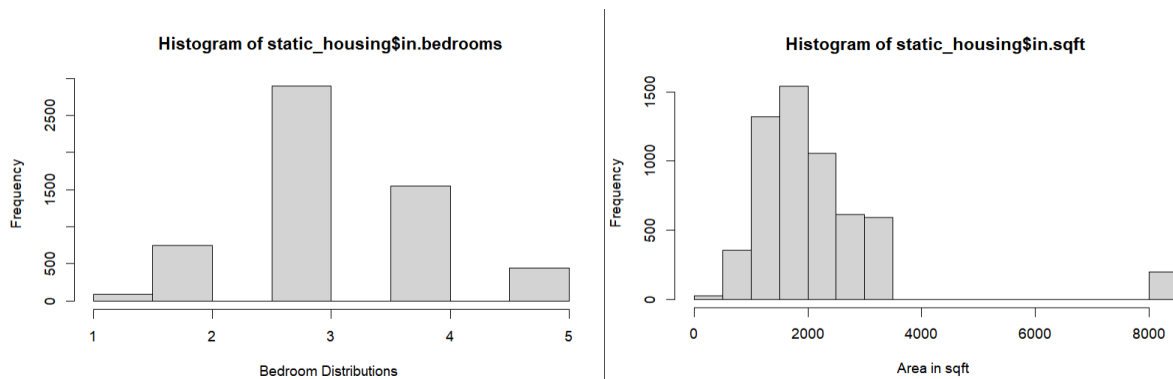 Histogram of static_housing$in.bedrooms
Frequency
2500
1500
500
0
1 2 3 4 5
Bedroom Distributions
Histogram of static_housing$in.sqft
Frequency
1500
1000
500
0
0 2000 4000 6000 8000
Area in sqft